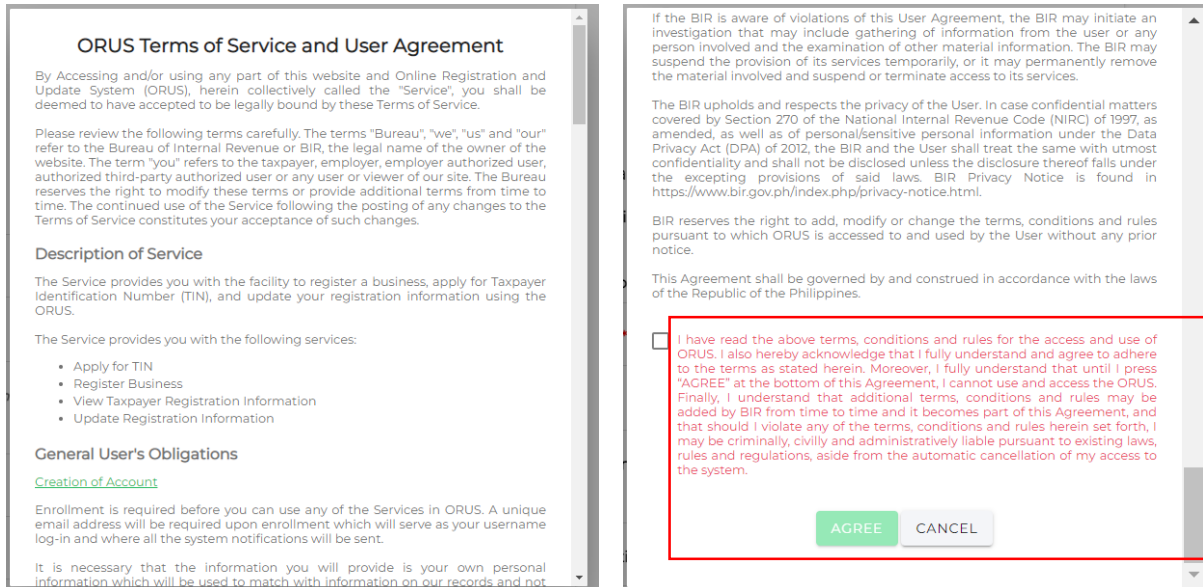 ORUS Terms of Service and User Agreement
By Accessing and/or using any part of this website and Online Registration and
Update System (ORUS), herein collectively called the "Service", you shall be
deemed to have accepted to be legally bound by these Terms of Service.
Please review the following terms carefully. The terms "Bureau", "we", "us" and "our"
refer to the Bureau of Internal Revenue or BIR, the legal name of the owner of the
website. The term "you" refers to the taxpayer, employer, employer authorized user,
authorized third-party authorized user or any user or viewer of our site. The Bureau
reserves the right to modify these terms or provide additional terms from time to
time. The continued use of the Service following the posting of any changes to the
Terms of Service constitutes your acceptance of such changes.
Description of Service
The Service provides you with the facility to register a business, apply for Taxpayer
Identification Number (TIN), and update your registration information using the
ORUS.
The Service provides you with the following services:
• Apply for TIN
• Register Business
• View Taxpayer Registration Information
• Update Registration Information
General User's Obligations
Creation of Account
Enrollment is required before you can use any of the Services in ORUS. A unique
email address will be required upon enrollment which will serve as your username
log-in and where all the system notifications will be sent.
It is necessary that the information you will provide is your own personal
information which will be used to match with information on our records and not
If the BIR is aware of violations of this User Agreement, the BIR may initiate an
investigation that may include gathering of information from the user or any
person involved and the examination of other material information. The BIR may
suspend the provision of its services temporarily, or it may permanently remove
the material involved and suspend or terminate access to its services.
The BIR upholds and respects the privacy of the User. In case confidential matters
covered by Section 270 of the National Internal Revenue Code (NIRC) of 1997, as
amended, as well as of personal/sensitive personal information under the Data
Privacy Act (DPA) of 2012, the BIR and the User shall treat the same with utmost
confidentiality and shall not be disclosed unless the disclosure thereof falls under
the excepting provisions of said laws. BIR Privacy Notice is found in
https://www.bir.gov.ph/index.php/privacy-notice.html.
BIR reserves the right to add, modify or change the terms, conditions and rules
pursuant to which ORUS is accessed to and used by the User without any prior
notice.
This Agreement shall be governed by and construed in accordance with the laws
of the Republic of the Philippines.
I have read the above terms, conditions and rules for the access and use of
ORUS. I also hereby acknowledge that I fully understand and agree to adhere
to the terms as stated herein. Moreover, I fully understand that until I press
"AGREE" at the bottom of this Agreement, I cannot use and access the ORUS.
Finally, I understand that additional terms, conditions and rules may be
added by BIR from time to time and it becomes part of this Agreement, and
that should I violate any of the terms, conditions and rules herein set forth, I
may be criminally, civilly and administratively liable pursuant to existing laws,
rules and regulations, aside from the automatic cancellation of my access to
the system.
AGREE CANCEL